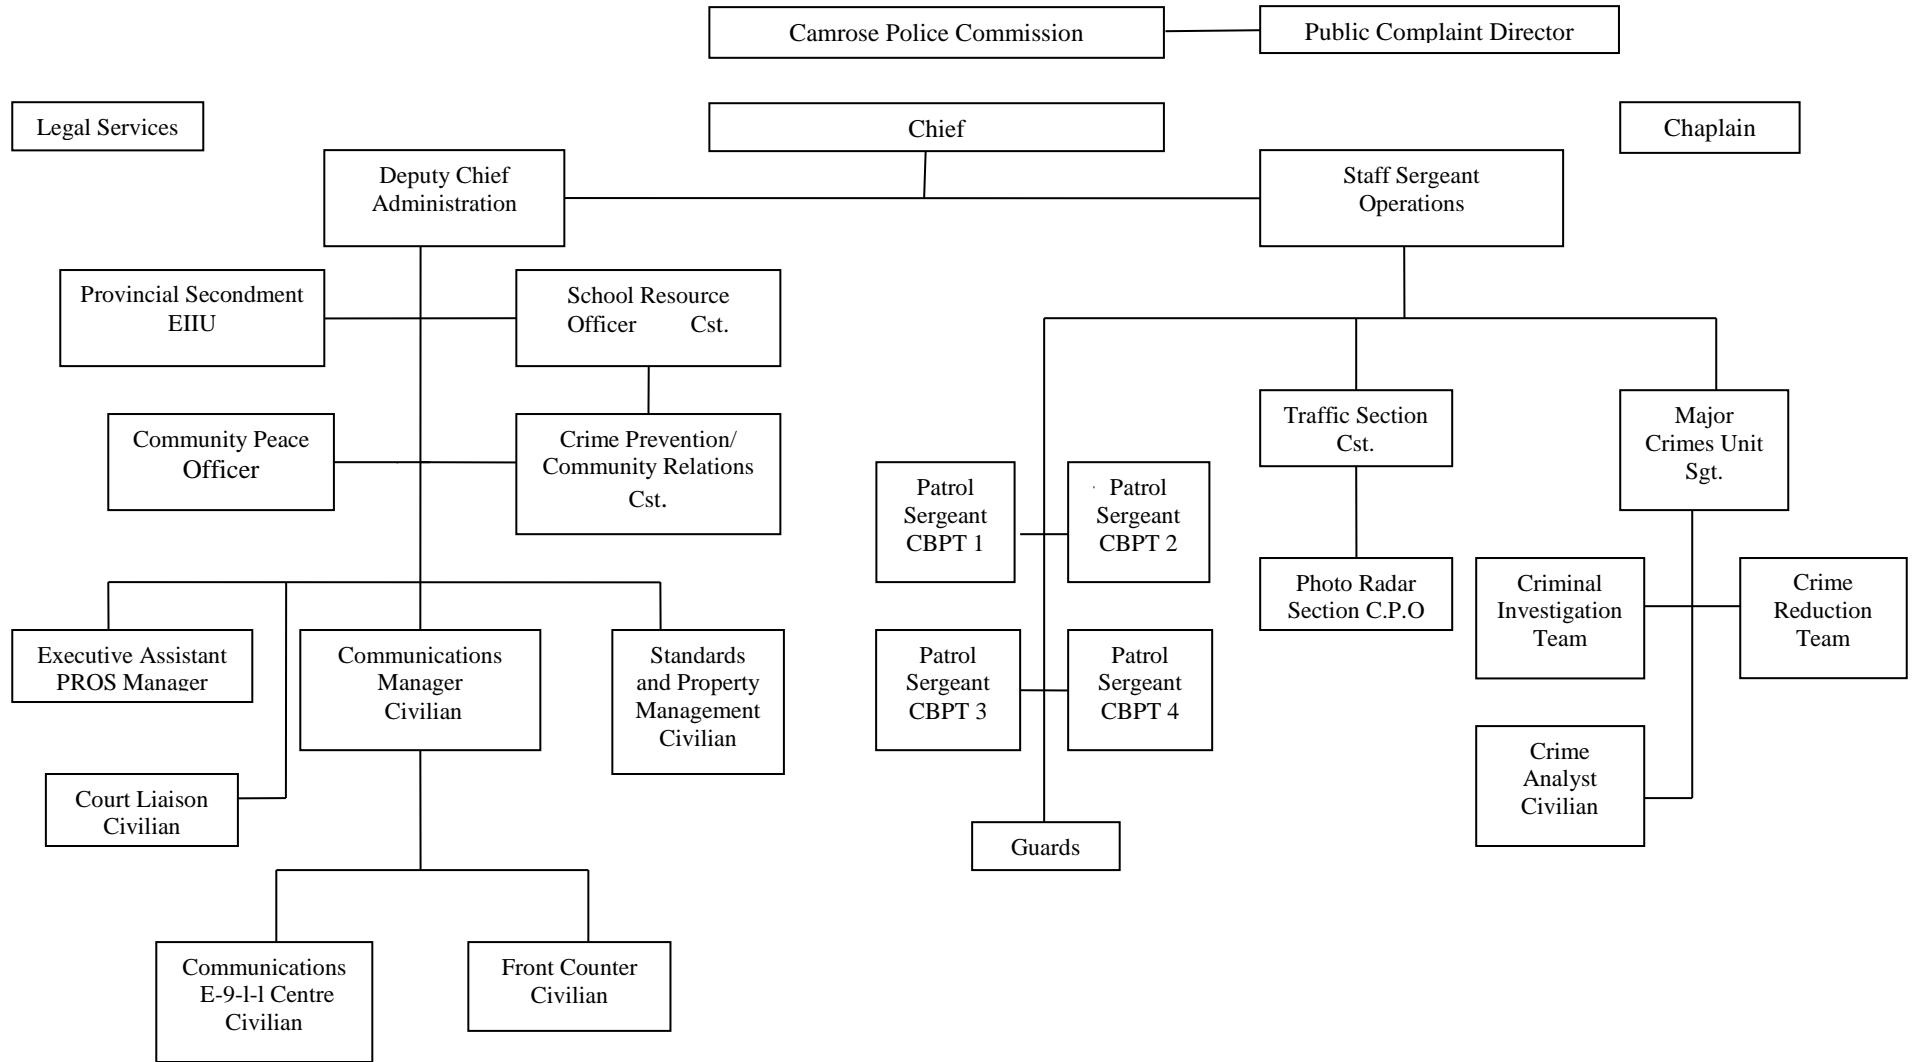 Camrose Police Commission
Public Complaint Director
Legal Services
Chief
Chaplain
Deputy Chief
Administration
Staff Sergeant
Operations
Provincial Secondment
EIIU
School Resource
Officer Cst.
Community Peace
Officer
Crime Prevention/
Community Relations
Cst.
Traffic Section
Cst.
Major
Crimes Unit
Sgt.
Patrol
Sergeant
CBPT 1
Patrol
Sergeant
CBPT 2
Photo Radar
Section C.P.O
Criminal
Investigation
Team
Crime
Reduction
Team
Executive Assistant
PROS Manager
Communications
Manager
Civilian
Standards
and Property
Management
Civilian
Patrol
Sergeant
CBPT 3
Patrol
Sergeant
CBPT 4
Court Liaison
Civilian
Crime
Analyst
Civilian
Guards
Communications
E-9-l-l Centre
Civilian
Front Counter
Civilian